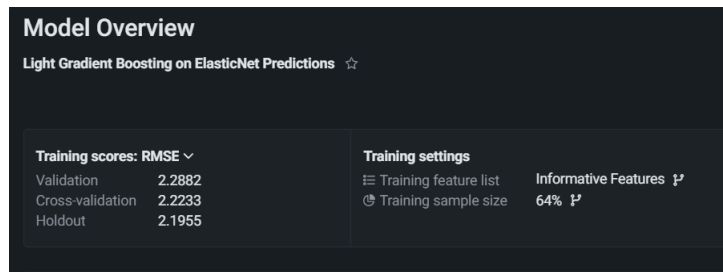 Model Overview
Light Gradient Boosting on ElasticNet Predictions
Training scores: RMSE
Validation 2.2882
Cross-validation 2.2233
Holdout 2.1955
Training settings
Training feature list Informative Features
Training sample size 64%